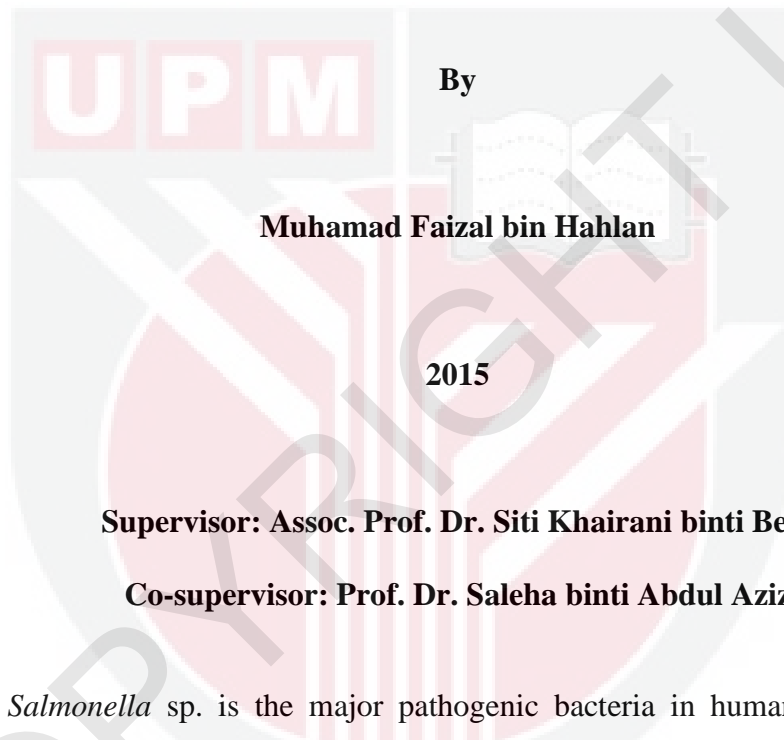 UPM
By
Muhamad Faizal bin Hahlan
2015
Supervisor: Assoc. Prof. Dr. Siti Khairani binti
Co-supervisor: Prof. Dr. Saleha binti Abdul Aziz
Salmonella sp. is the major pathogenic bacteria in